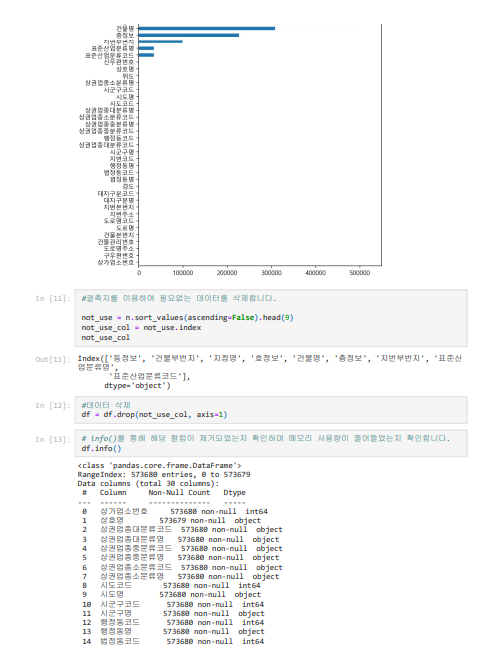 건물명
층정보
지번부번지
표준산업분류명
표준산업분류코드
신우편번호
상호명
위도
상권업종소분류명
시군구코드
시도명
시도코드
상권업종대분류명
상권업종소분류코드
상권업종중분류명
상권업종중분류코드
행정동코드
상권업종대분류코드
시군구명
지번코드
행정동명
법정동코드
법정동명
경도
대지구분코드
대지구분명
지번본번지
지번주소
도로명코드
도로명
건물본번지
건물관리번호
도로명주소
구우편번호
상가업소번호
0 100000 200000 300000 400000 500000
In [11]: #결측치를 이용하여 필요없는 데이터를 삭제합니다.
not_use = n.sort_values(ascending=False).head(9)
not_use_col = not_use.index
not_use_col
Out[11]: Index(['동정보', '건물부번지', '지점명', '호정보', '건물명', '층정보', '지번부번지', '표준산
업분류명',
'표준산업분류코드'],
dtype='object')
In [12]: #데이터 삭제
df = df.drop(not_use_col, axis=1)
In [13]: # info()를 통해 해당 컬럼이 제거되었는지 확인하며 메모리 사용량이 줄어들었는지 확인합니다.
df.info()
<class 'pandas.core.frame.DataFrame'>
RangeIndex: 573680 entries, 0 to 573679
Data columns (total 30 columns):
# Column Non-Null Count Dtype
--- ------ -------------- -----
0 상가업소번호 573680 non-null int64
1 상호명 573679 non-null object
2 상권업종대분류코드 573680 non-null object
3 상권업종대분류명 573680 non-null object
4 상권업종중분류코드 573680 non-null object
5 상권업종중분류명 573680 non-null object
6 상권업종소분류코드 573680 non-null object
7 상권업종소분류명 573680 non-null object
8 시도코드 573680 non-null int64
9 시도명 573680 non-null object
10 시군구코드 573680 non-null int64
11 시군구명 573680 non-null object
12 행정동코드 573680 non-null int64
13 행정동명 573680 non-null object
14 법정동코드 573680 non-null int64